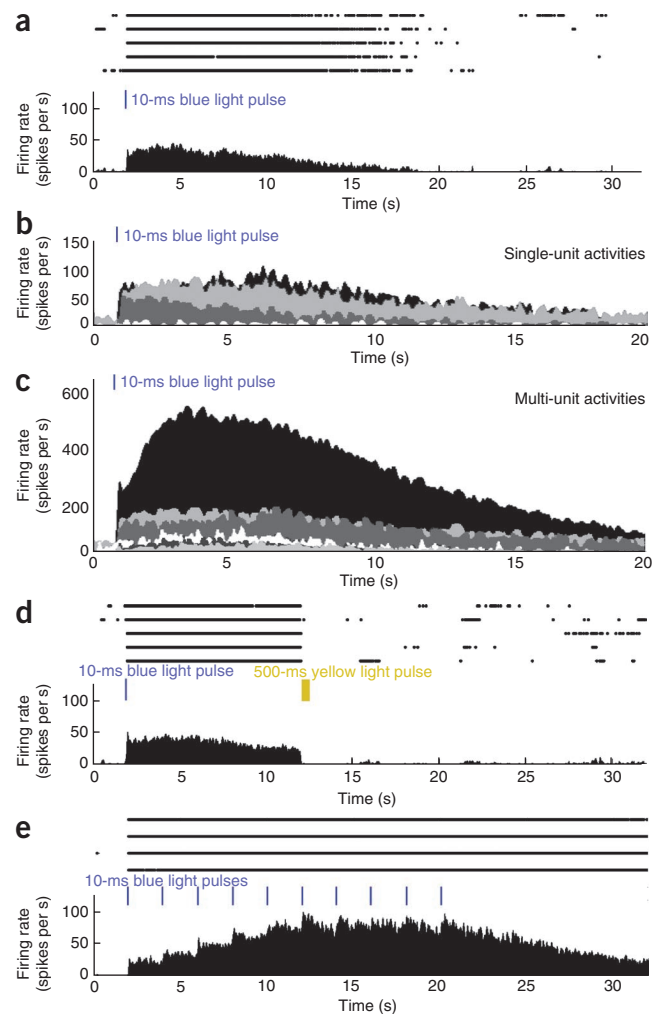 a
10-ms blue light pulse
Firing rate
(spikes per s)
100
50
0
0 5 10 15 20 25 30
Time (s)
b
10-ms blue light pulse
Single-unit activities
Firing rate
(spikes per s)
150
100
50
0
0 5 10 15 20
Time (s)
c
10-ms blue light pulse
Multi-unit activities
Firing rate
(spikes per s)
600
400
200
0
0 5 10 15 20
Time (s)
d
10-ms blue light pulse
500-ms yellow light pulse
Firing rate
(spikes per s)
100
50
0
0 5 10 15 20 25 30
Time (s)
e
10-ms blue light pulses
Firing rate
(spikes per s)
100
50
0
0 5 10 15 20 25 30
Time (s)